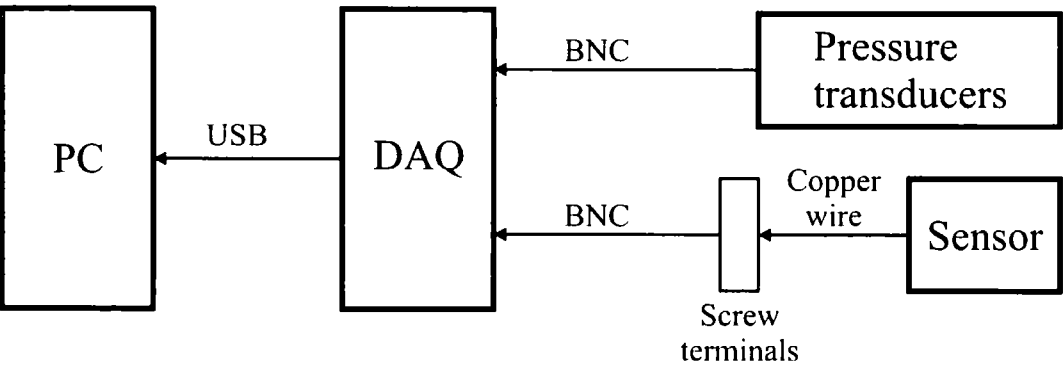 PC
USB
DAQ
BNC
Pressure
transducers
BNC
Screw
terminals
Copper
wire
Sensor